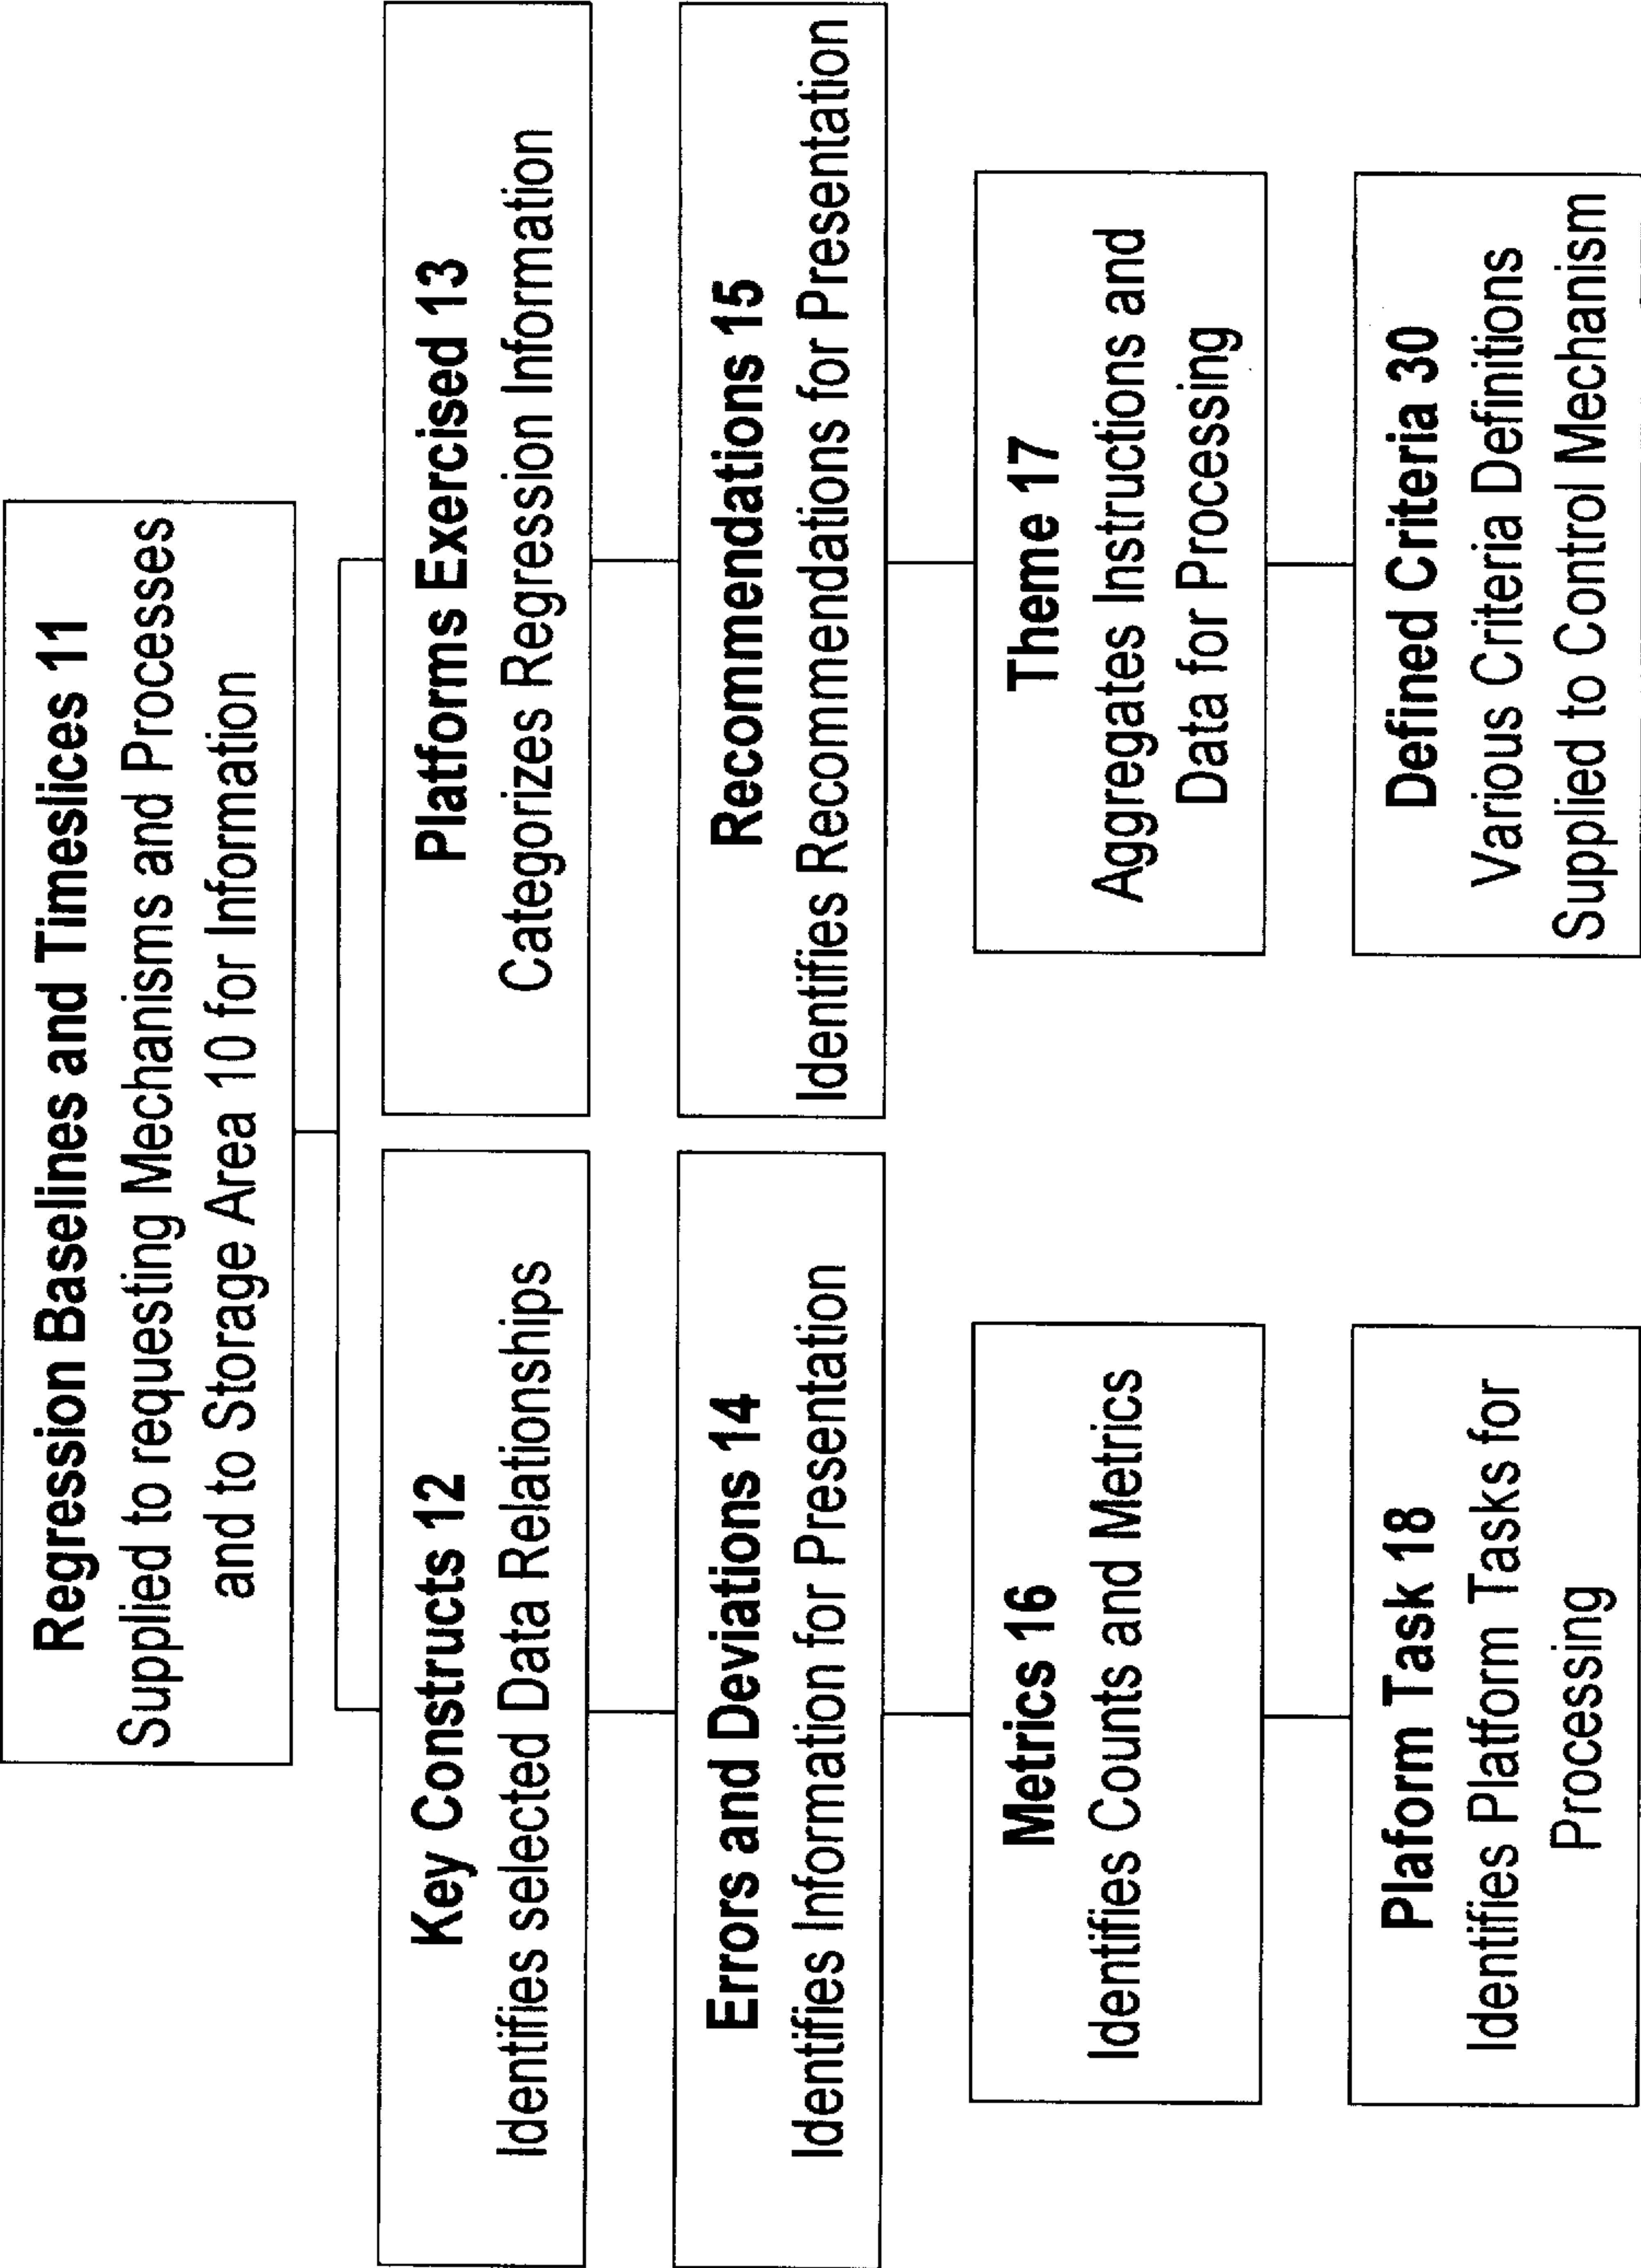 Regression Baselines and Timeslices 11
Supplied to requesting Mechanisms and Processes
and to Storage Area 10 for Information
Key Constructs 12
Identifies selected Data Relationships
Platforms Exercised 13
Categorizes Regression Information
Errors and Deviations 14
Identifies Information for Presentation
Recommendations 15
Identifies Recommendations for Presentation
Metrics 16
Identifies Counts and Metrics
Theme 17
Aggregates Instructions and
Data for Processing
Plaform Task 18
Identifies Platform Tasks for
Processing
Defined Criteria 30
Various Criteria Definitions
Supplied to Control Mechanism